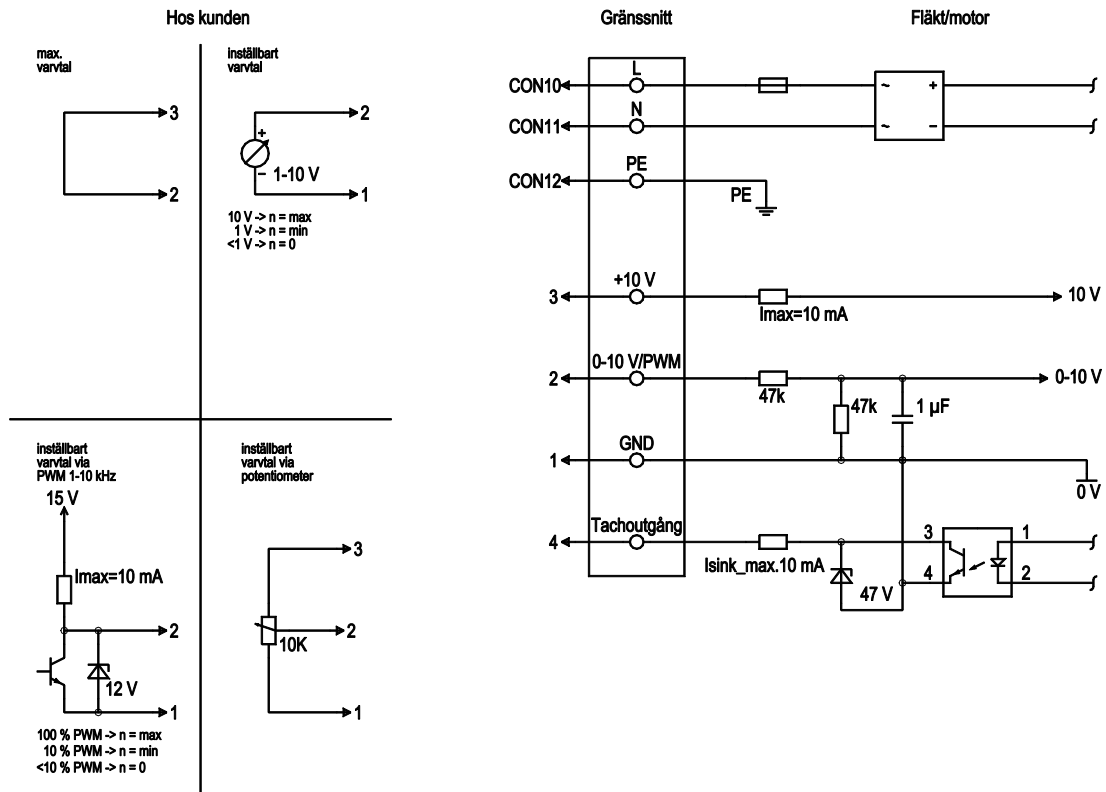 Hos kunden
max.
varvtal
3
2
inställbart
varvtal
2
+
–
1-10 V
1
10 V -> n = max
1 V -> n = min
<1 V -> n = 0
inställbart
varvtal via
PWM 1-10 kHz
15 V
Imax=10 mA
2
12 V
1
100 % PWM -> n = max
10 % PWM -> n = min
<10 % PWM -> n = 0
inställbart
varvtal via
potentiometer
3
2
10K
1
Gränssnitt
Fläkt/motor
L
CON10
~ +
N
CON11
~ –
PE
CON12
PE
+10 V
3
10 V
Imax=10 mA
0-10 V/PWM
2
0-10 V
47k
47k
1 µF
GND
1
0 V
Tachoutgång
4
3
1
Isink_max.10 mA
4
2
47 V